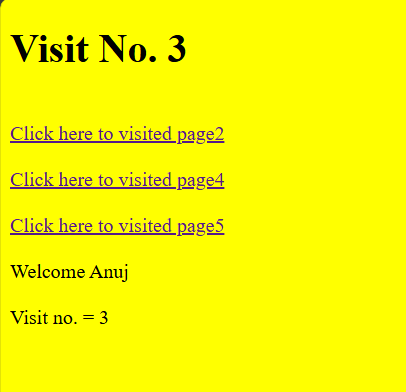 Visit No. 3
Click here to visited page2
Click here to visited page4
Click here to visited page5
Welcome Anuj
Visit no. = 3